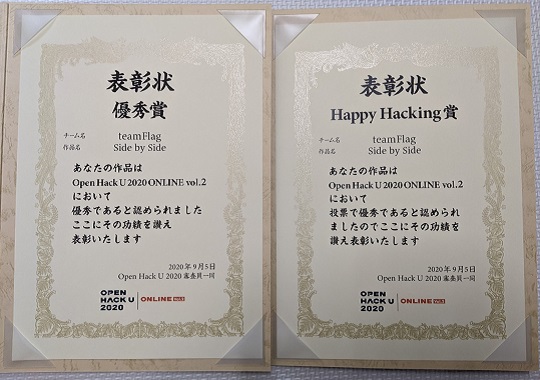 表彰状
優秀賞
チーム名 teamFlag
作品名 Side by Side
あなたの作品は
Open Hack U 2020 ONLINE vol.2
において
優秀であると認められました
ここにその功績を讃え
表彰いたします
2020年9月5日
Open Hack U 2020 審査員一同
OPEN
HACK U
2020
ONLINE Vol.2
表彰状
Happy Hacking 賞
チーム名 teamFlag
作品名 Side by Side
あなたの作品は
Open Hack U 2020 ONLINE vol.2
において
投票で優秀であると認められ
ましたのでここにその功績を
讃え表彰いたします
2020年9月5日
Open Hack U 2020 審査員一同
OPEN
HACK U
2020
ONLINE Vol.2